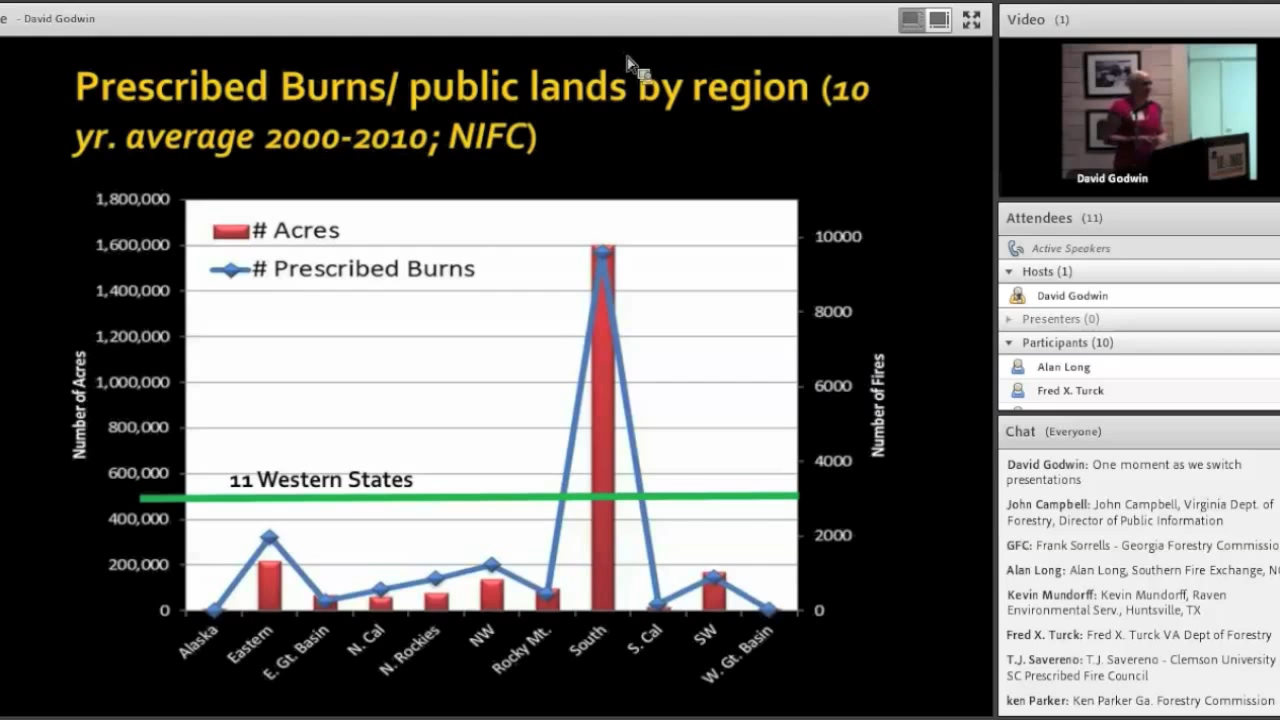 e - David Godwin
Prescribed Burns/ public lands by region (10
yr. average 2000-2010; NIFC)
1,800,000
1,600,000
1,400,000
1,200,000
1,000,000
800,000
600,000
400,000
200,000
0
Number of Acres
# Acres
# Prescribed Burns
11 Western States
10000
8000
6000
4000
2000
0
Number of Fires
Alaska
Eastern
E. Gt. Basin
N. Cal
N. Rockies
NW
Rocky Mt.
South
S. Cal
SW
W. Gt. Basin
Video (1)
David Godwin
Attendees (11)
Active Speakers
Hosts (1)
David Godwin
Presenters (0)
Participants (10)
Alan Long
Fred X. Turck
Chat (Everyone)
David Godwin: One moment as we switch
presentations
John Campbell: John Campbell, Virginia Dept. of
Forestry, Director of Public Information
GFC: Frank Sorrells - Georgia Forestry Commissio
Alan Long: Alan Long, Southern Fire Exchange, NC
Kevin Mundorff: Kevin Mundorff, Raven
Environmental Serv., Huntsville, TX
Fred X. Turck: Fred X. Turck VA Dept of Forestry
T.J. Savereno: T.J. Savereno - Clemson University
SC Prescribed Fire Council
ken Parker: Ken Parker Ga. Forestry Commission